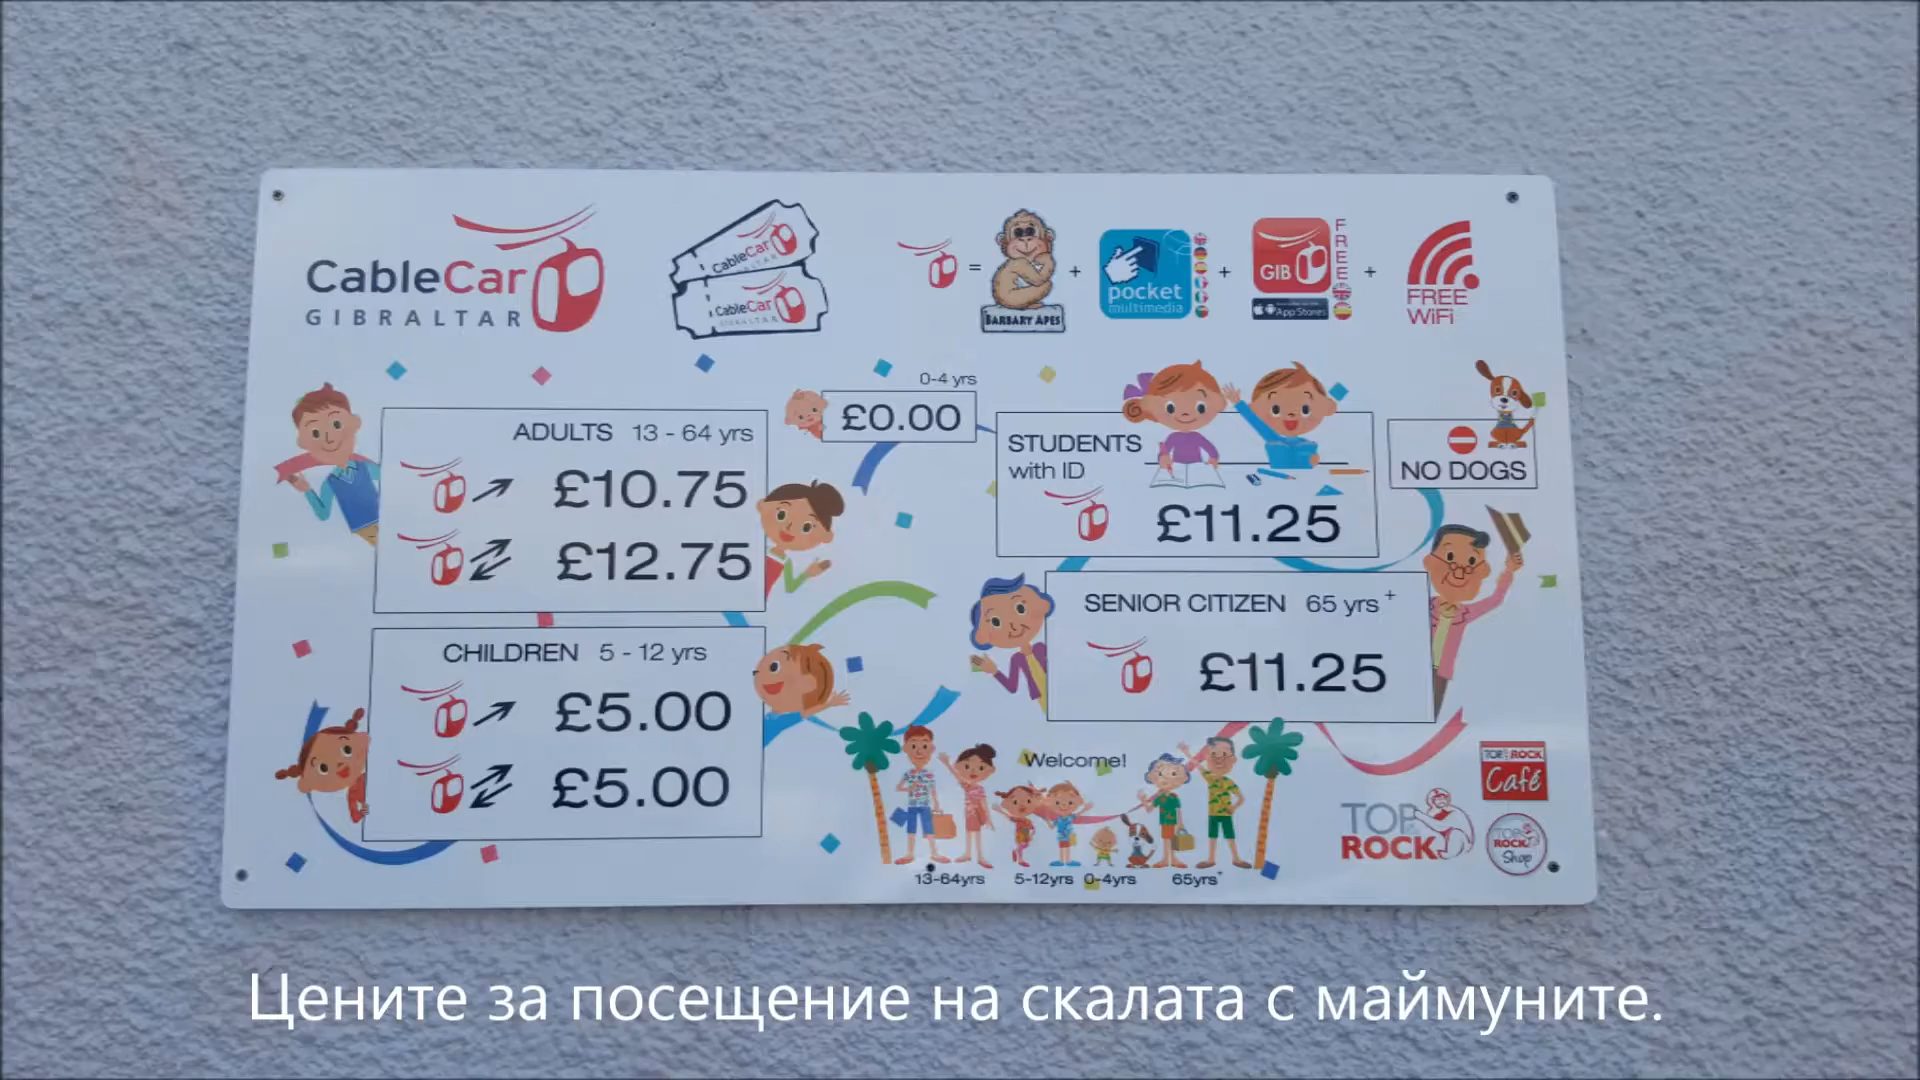 CableCar
GIBRALTAR
CableCar
GIBRALTAR
CableCar
GIBRALTAR
=
BARBARY APES
+
pocket
multimedia
+
GIB
FREE
App Stores
+
FREE
WiFi
0-4 yrs
£0.00
ADULTS 13 - 64 yrs
£10.75
£12.75
STUDENTS
with ID
£11.25
NO DOGS
CHILDREN 5 - 12 yrs
£5.00
£5.00
SENIOR CITIZEN 65 yrs+
£11.25
Welcome!
13-64yrs 5-12yrs 0-4yrs 65yrs+
TOP
ROCK
ROCK
Café
TOP
ROCK
Shop
Цените за посещение на скалата с маймуните.